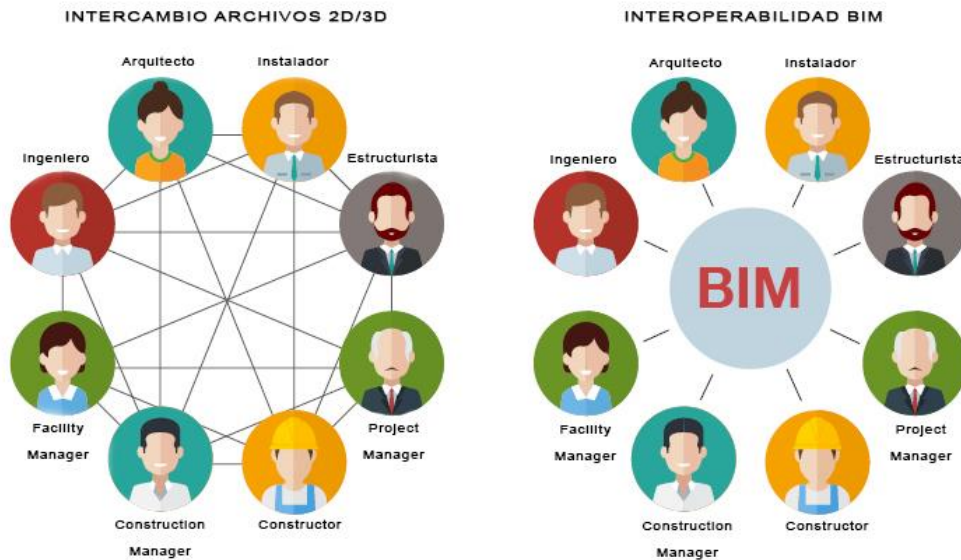 INTERCAMBIO ARCHIVOS 2D/3D
Arquitecto
Instalador
Ingeniero
Estructurista
Facility
Manager
Project
Manager
Construction
Manager
Constructor
INTEROPERABILIDAD BIM
Arquitecto
Instalador
Ingeniero
Estructurista
BIM
Facility
Manager
Project
Manager
Construction
Manager
Constructor